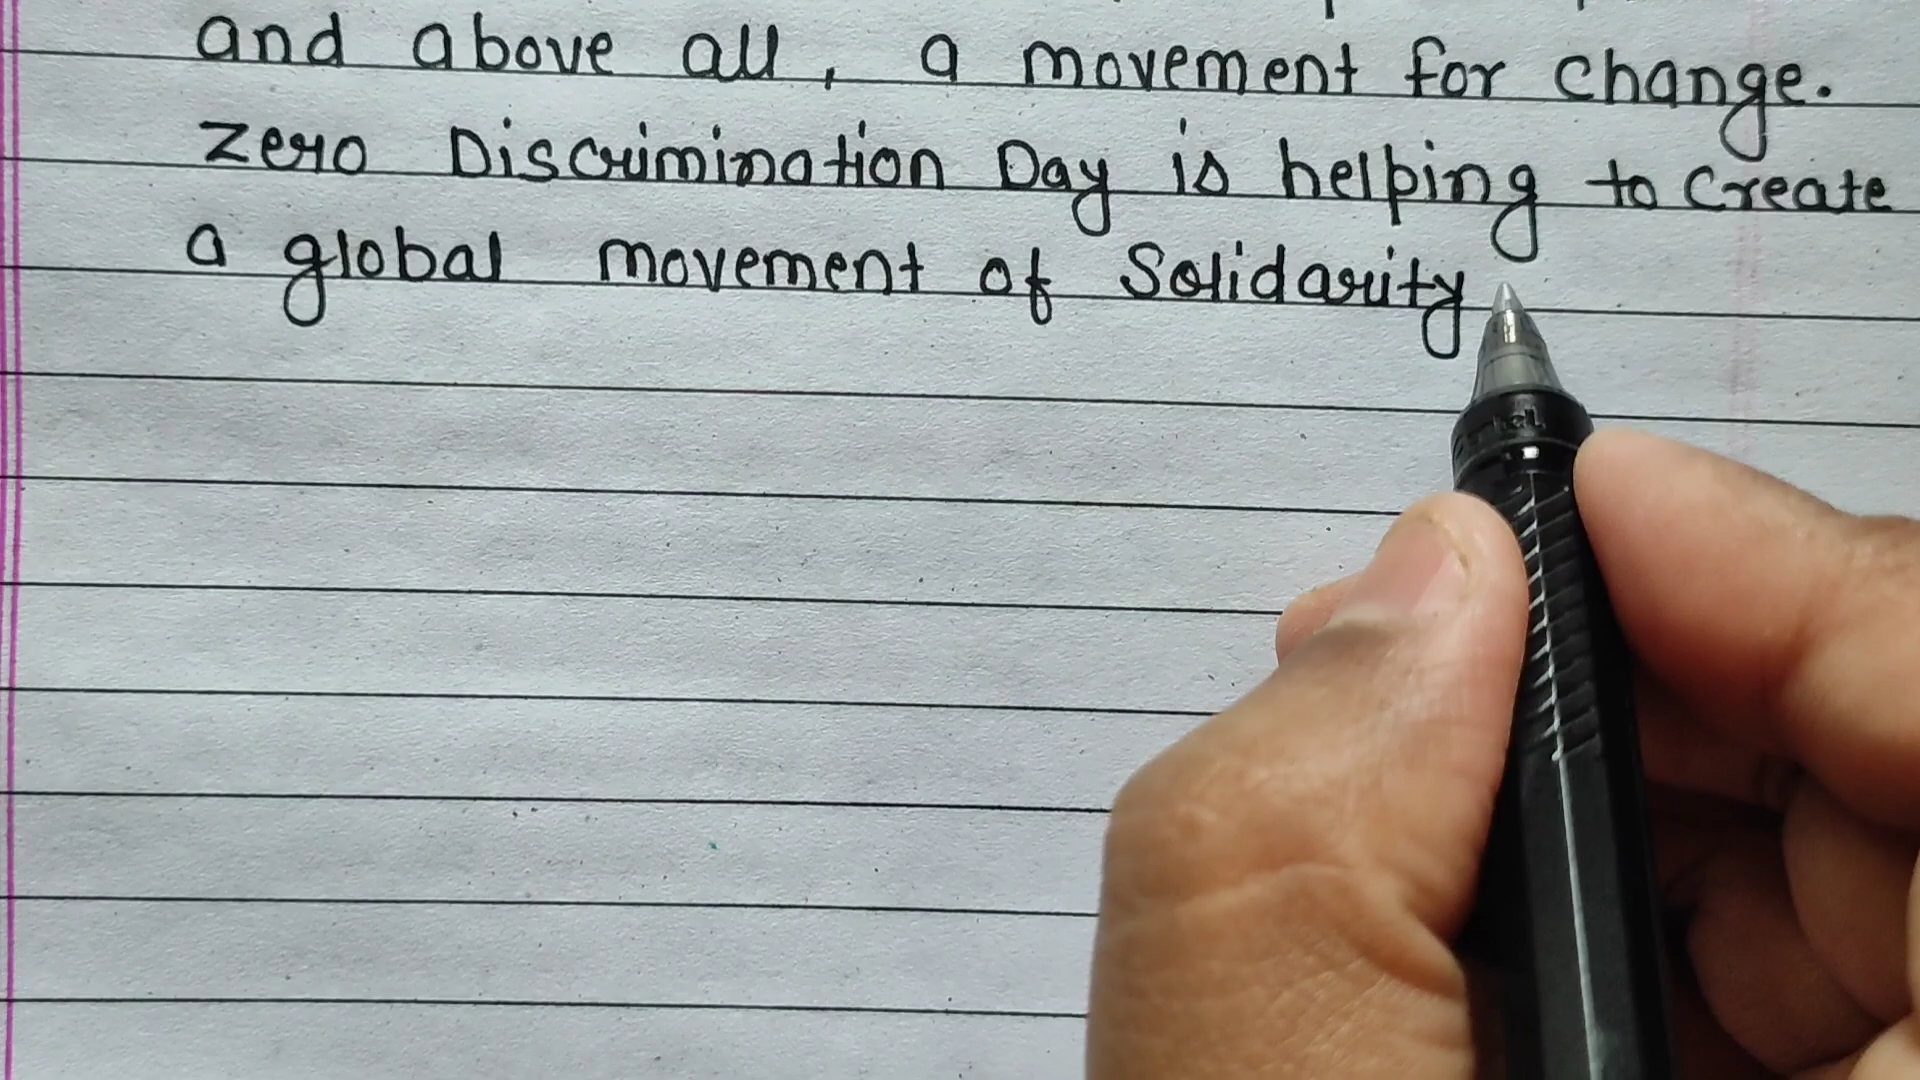 and above all, a movement for change.
Zero Discrimination Day is helping to Create
a global movement of Solidarity